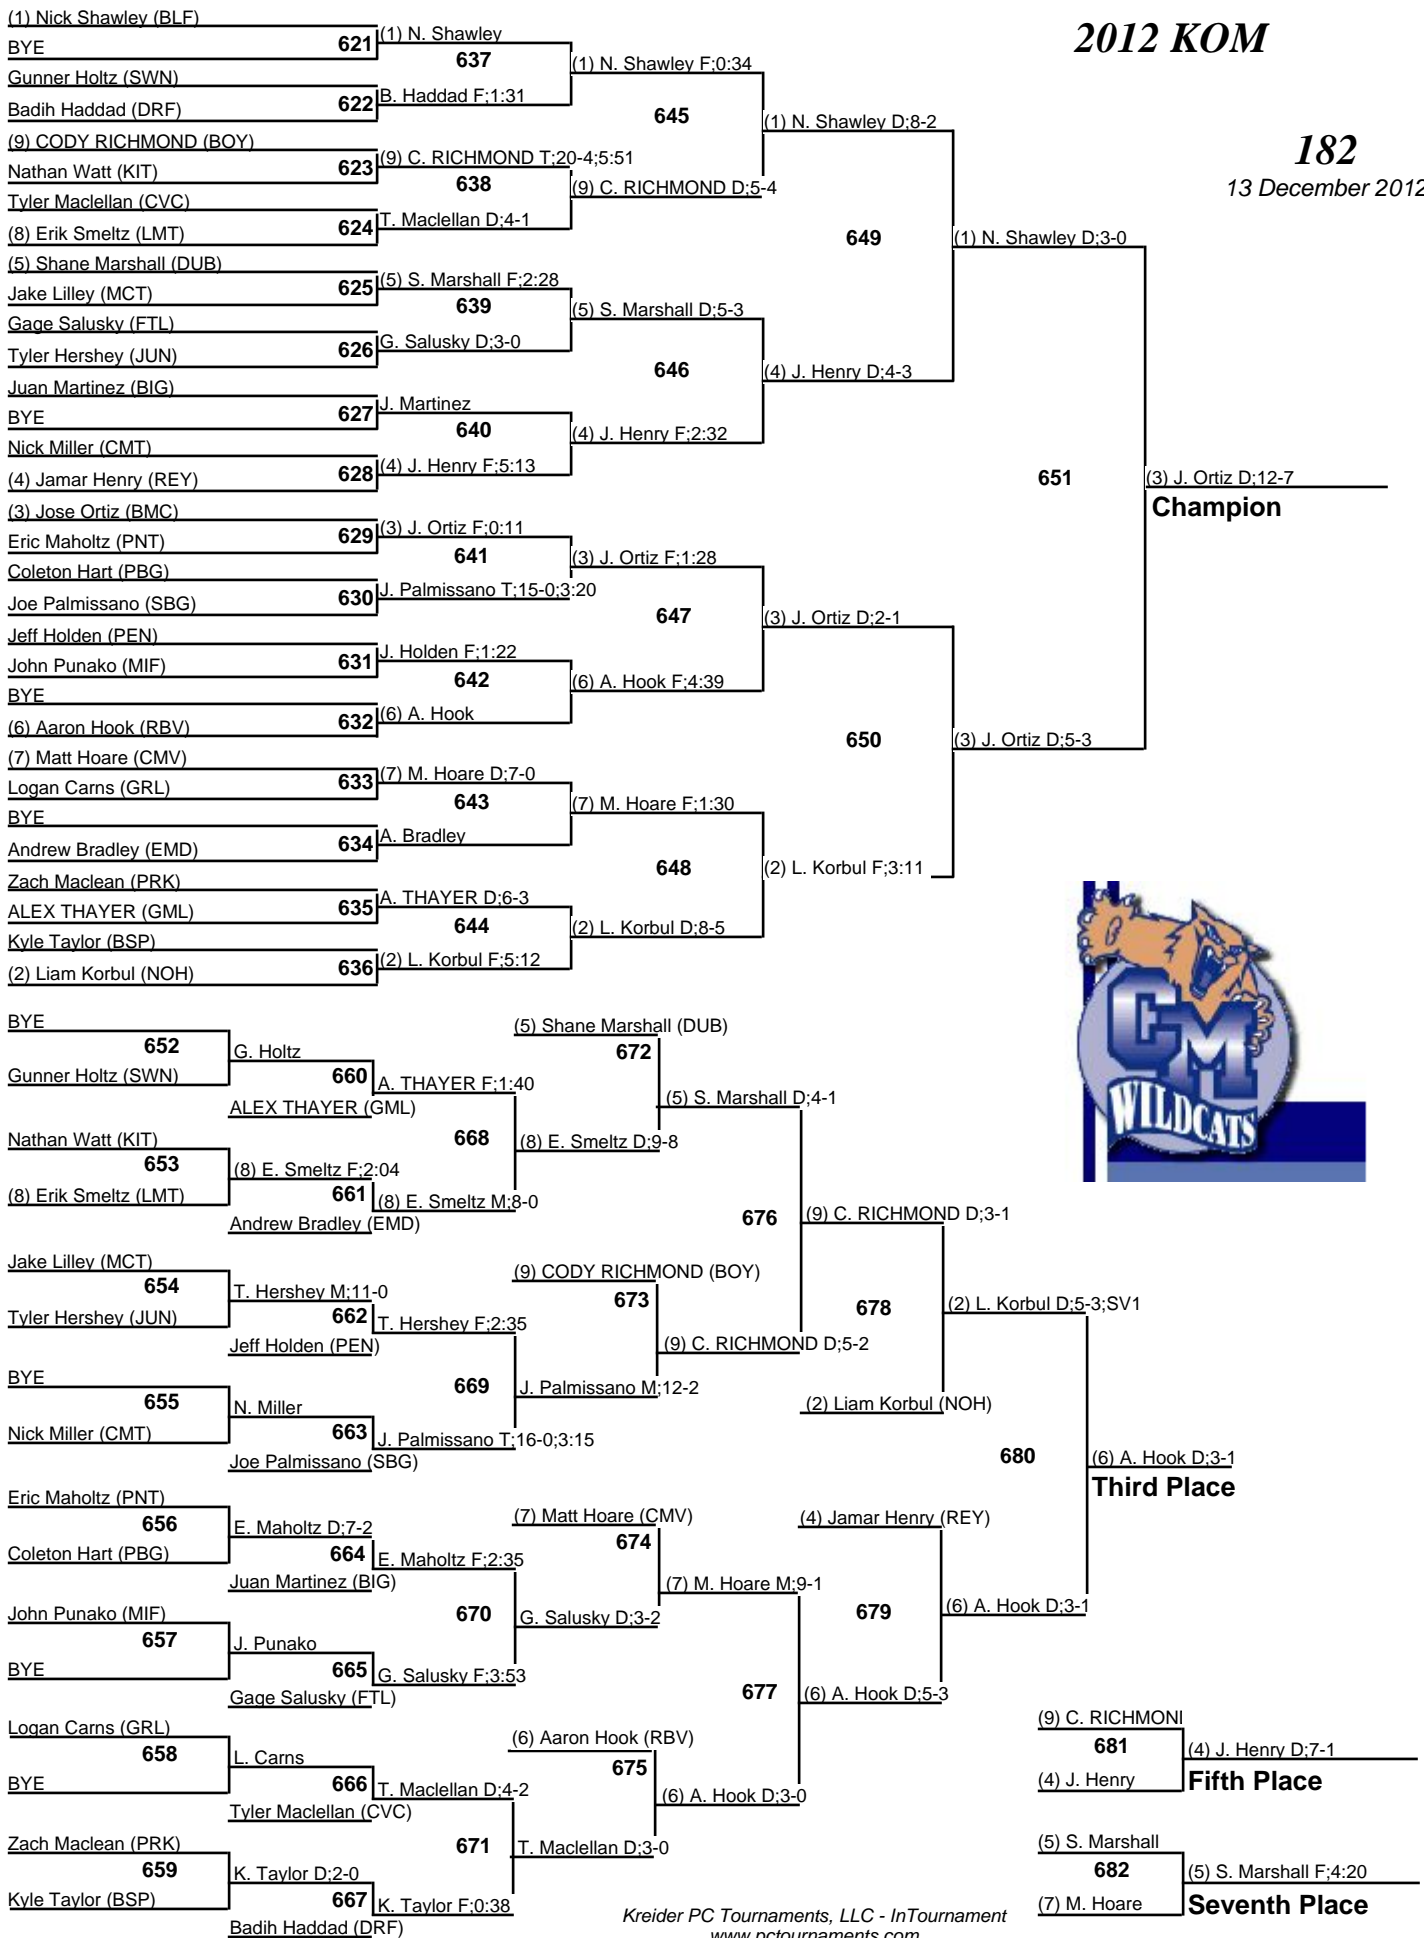 2012 KOM
182
13 December 2012
(1) Nick Shawley (BLF)
BYE
621
(1) N. Shawley
Gunner Holtz (SWN)
Badih Haddad (DRF)
622
B. Haddad F;1:31
637
(1) N. Shawley F;0:34
(9) CODY RICHMOND (BOY)
Nathan Watt (KIT)
623
(9) C. RICHMOND T;20-4;5:51
Tyler Maclellan (CVC)
(8) Erik Smeltz (LMT)
624
T. Maclellan D;4-1
638
(9) C. RICHMOND D;5-4
645
(1) N. Shawley D;8-2
(5) Shane Marshall (DUB)
Jake Lilley (MCT)
625
(5) S. Marshall F;2:28
Gage Salusky (FTL)
Tyler Hershey (JUN)
626
G. Salusky D;3-0
639
(5) S. Marshall D;5-3
Juan Martinez (BIG)
BYE
627
J. Martinez
Nick Miller (CMT)
(4) Jamar Henry (REY)
628
(4) J. Henry F;5:13
640
(4) J. Henry F;2:32
646
(4) J. Henry D;4-3
649
(1) N. Shawley D;3-0
(3) Jose Ortiz (BMC)
Eric Maholtz (PNT)
629
(3) J. Ortiz F;0:11
Coleton Hart (PBG)
Joe Palmissano (SBG)
630
J. Palmissano T;15-0;3:20
641
(3) J. Ortiz F;1:28
Jeff Holden (PEN)
John Punako (MIF)
631
J. Holden F;1:22
BYE
(6) Aaron Hook (RBV)
632
(6) A. Hook
642
(6) A. Hook F;4:39
647
(3) J. Ortiz D;2-1
(7) Matt Hoare (CMV)
Logan Carns (GRL)
633
(7) M. Hoare D;7-0
BYE
Andrew Bradley (EMD)
634
A. Bradley
643
(7) M. Hoare F;1:30
Zach Maclean (PRK)
ALEX THAYER (GML)
635
A. THAYER D;6-3
Kyle Taylor (BSP)
(2) Liam Korbul (NOH)
636
(2) L. Korbul F;5:12
644
(2) L. Korbul D;8-5
648
(2) L. Korbul F;3:11
650
(3) J. Ortiz D;5-3
651
(3) J. Ortiz D;12-7
Champion
CM
WILDCATS
BYE
652
Gunner Holtz (SWN)
G. Holtz
660
ALEX THAYER (GML)
A. THAYER F;1:40
Nathan Watt (KIT)
653
(8) Erik Smeltz (LMT)
(8) E. Smeltz F;2:04
661
Andrew Bradley (EMD)
(8) E. Smeltz M;8-0
668
(8) E. Smeltz D;9-8
(5) Shane Marshall (DUB)
672
(5) S. Marshall D;4-1
Jake Lilley (MCT)
654
Tyler Hershey (JUN)
T. Hershey M;11-0
662
Jeff Holden (PEN)
T. Hershey F;2:35
BYE
655
Nick Miller (CMT)
N. Miller
663
Joe Palmissano (SBG)
J. Palmissano T;16-0;3:15
669
J. Palmissano M;12-2
(9) CODY RICHMOND (BOY)
673
(9) C. RICHMOND D;5-2
676
(9) C. RICHMOND D;3-1
678
(2) Liam Korbul (NOH)
(2) L. Korbul D;5-3;SV1
Eric Maholtz (PNT)
656
Coleton Hart (PBG)
E. Maholtz D;7-2
664
Juan Martinez (BIG)
E. Maholtz F;2:35
John Punako (MIF)
657
BYE
J. Punako
665
Gage Salusky (FTL)
G. Salusky F;3:53
670
G. Salusky D;3-2
(7) Matt Hoare (CMV)
674
(7) M. Hoare M;9-1
Logan Carns (GRL)
658
BYE
L. Carns
666
Tyler Maclellan (CVC)
T. Maclellan D;4-2
Zach Maclean (PRK)
659
Kyle Taylor (BSP)
K. Taylor D;2-0
667
Badih Haddad (DRF)
K. Taylor F;0:38
671
T. Maclellan D;3-0
(6) Aaron Hook (RBV)
675
(6) A. Hook D;3-0
677
(6) A. Hook D;5-3
(4) Jamar Henry (REY)
679
(6) A. Hook D;3-1
680
(6) A. Hook D;3-1
Third Place
(9) C. RICHMON
681
(4) J. Henry
(4) J. Henry D;7-1
Fifth Place
(5) S. Marshall
682
(7) M. Hoare
(5) S. Marshall F;4:20
Seventh Place
Kreider PC Tournaments, LLC - InTournament
www.pctournaments.com